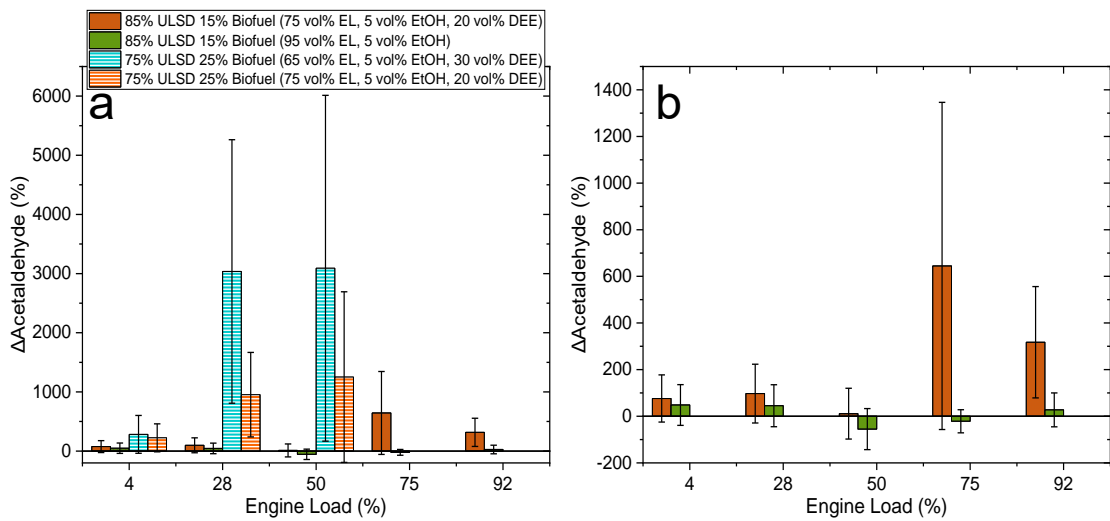 85% ULSD 15% Biofuel (75 vol% EL, 5 vol% EtOH, 20 vol% DEE)
85% ULSD 15% Biofuel (95 vol% EL, 5 vol% EtOH)
75% ULSD 25% Biofuel (65 vol% EL, 5 vol% EtOH, 30 vol% DEE)
75% ULSD 25% Biofuel (75 vol% EL, 5 vol% EtOH, 20 vol% DEE)
a
ΔAcetaldehyde (%)
6000
5000
4000
3000
2000
1000
0
4 28 50 75 92
Engine Load (%)
b
ΔAcetaldehyde (%)
1400
1200
1000
800
600
400
200
0
-200
4 28 50 75 92
Engine Load (%)